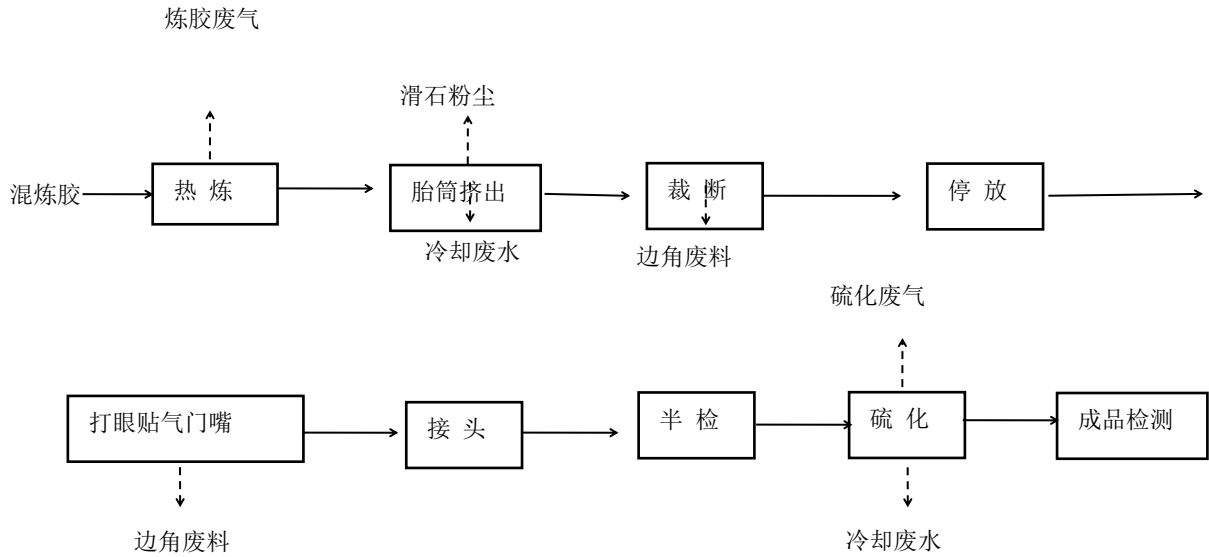 炼胶废气
滑石粉尘
混炼胶
热 炼
胎筒挤出
裁 断
停 放
冷却废水
边角废料
硫化废气
打眼贴气门嘴
接 头
半 检
硫 化
成品检测
边角废料
冷却废水